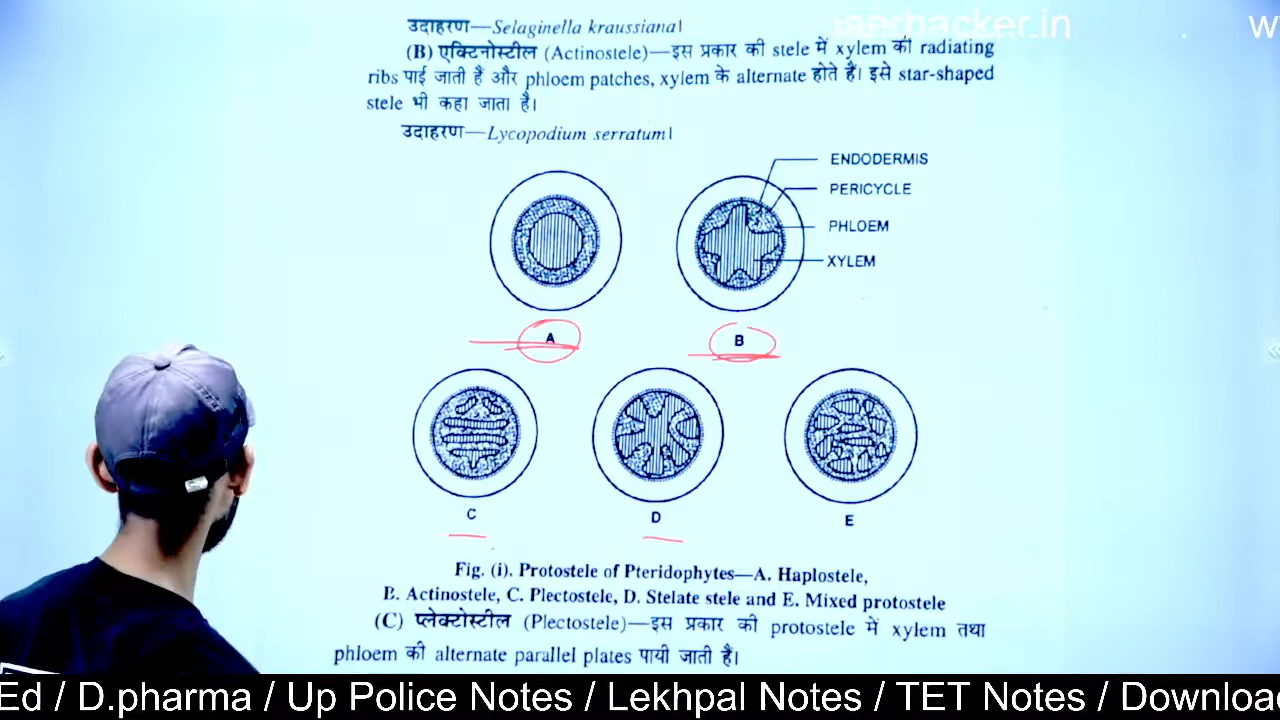 उदाहरण—Selaginella kraussiana।
(B) एक्टिनोस्टील (Actinostele)—इस प्रकार की stele में xylem की radiating
ribs पाई जाती हैं और phloem patches, xylem के alternate होते हैं। इसे star-shaped
stele भी कहा जाता है।
उदाहरण—Lycopodium serratum।
ENDODERMIS
PERICYCLE
PHLOEM
XYLEM
A
B
C
D
E
Fig. (i). Protostele of Pteridophytes—A. Haplostele,
B. Actinostele, C. Plectostele, D. Stelate stele and E. Mixed protostele
(C) प्लेक्टोस्टील (Plectostele)—इस प्रकार की protostele में xylem तथा
phloem की alternate parallel plates पायी जाती हैं।
Ed / D.pharma / Up Police Notes / Lekhpal Notes / TET Notes /